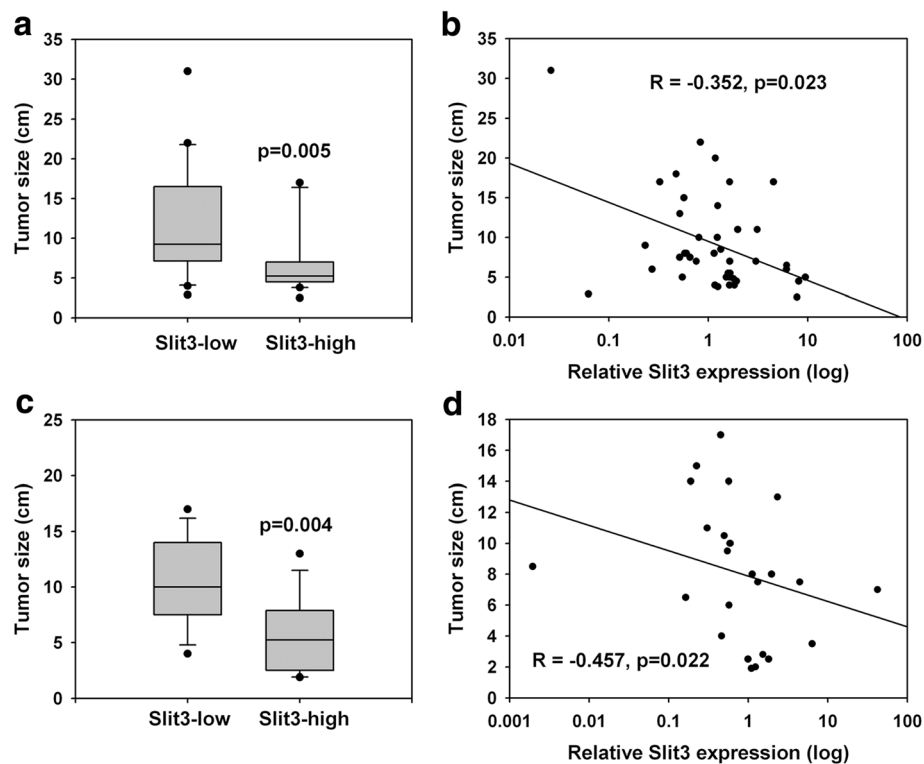 a
35
30
25
20
15
10
5
0
Tumor size (cm)
p=0.005
Slit3-low Slit3-high
b
35
30
25
20
15
10
5
0
Tumor size (cm)
R = -0.352, p=0.023
0.01 0.1 1 10 100
Relative Slit3 expression (log)
c
25
20
15
10
5
0
Tumor size (cm)
p=0.004
Slit3-low Slit3-high
d
18
16
14
12
10
8
6
4
2
0
Tumor size (cm)
R = -0.457, p=0.022
0.001 0.01 0.1 1 10 100
Relative Slit3 expression (log)